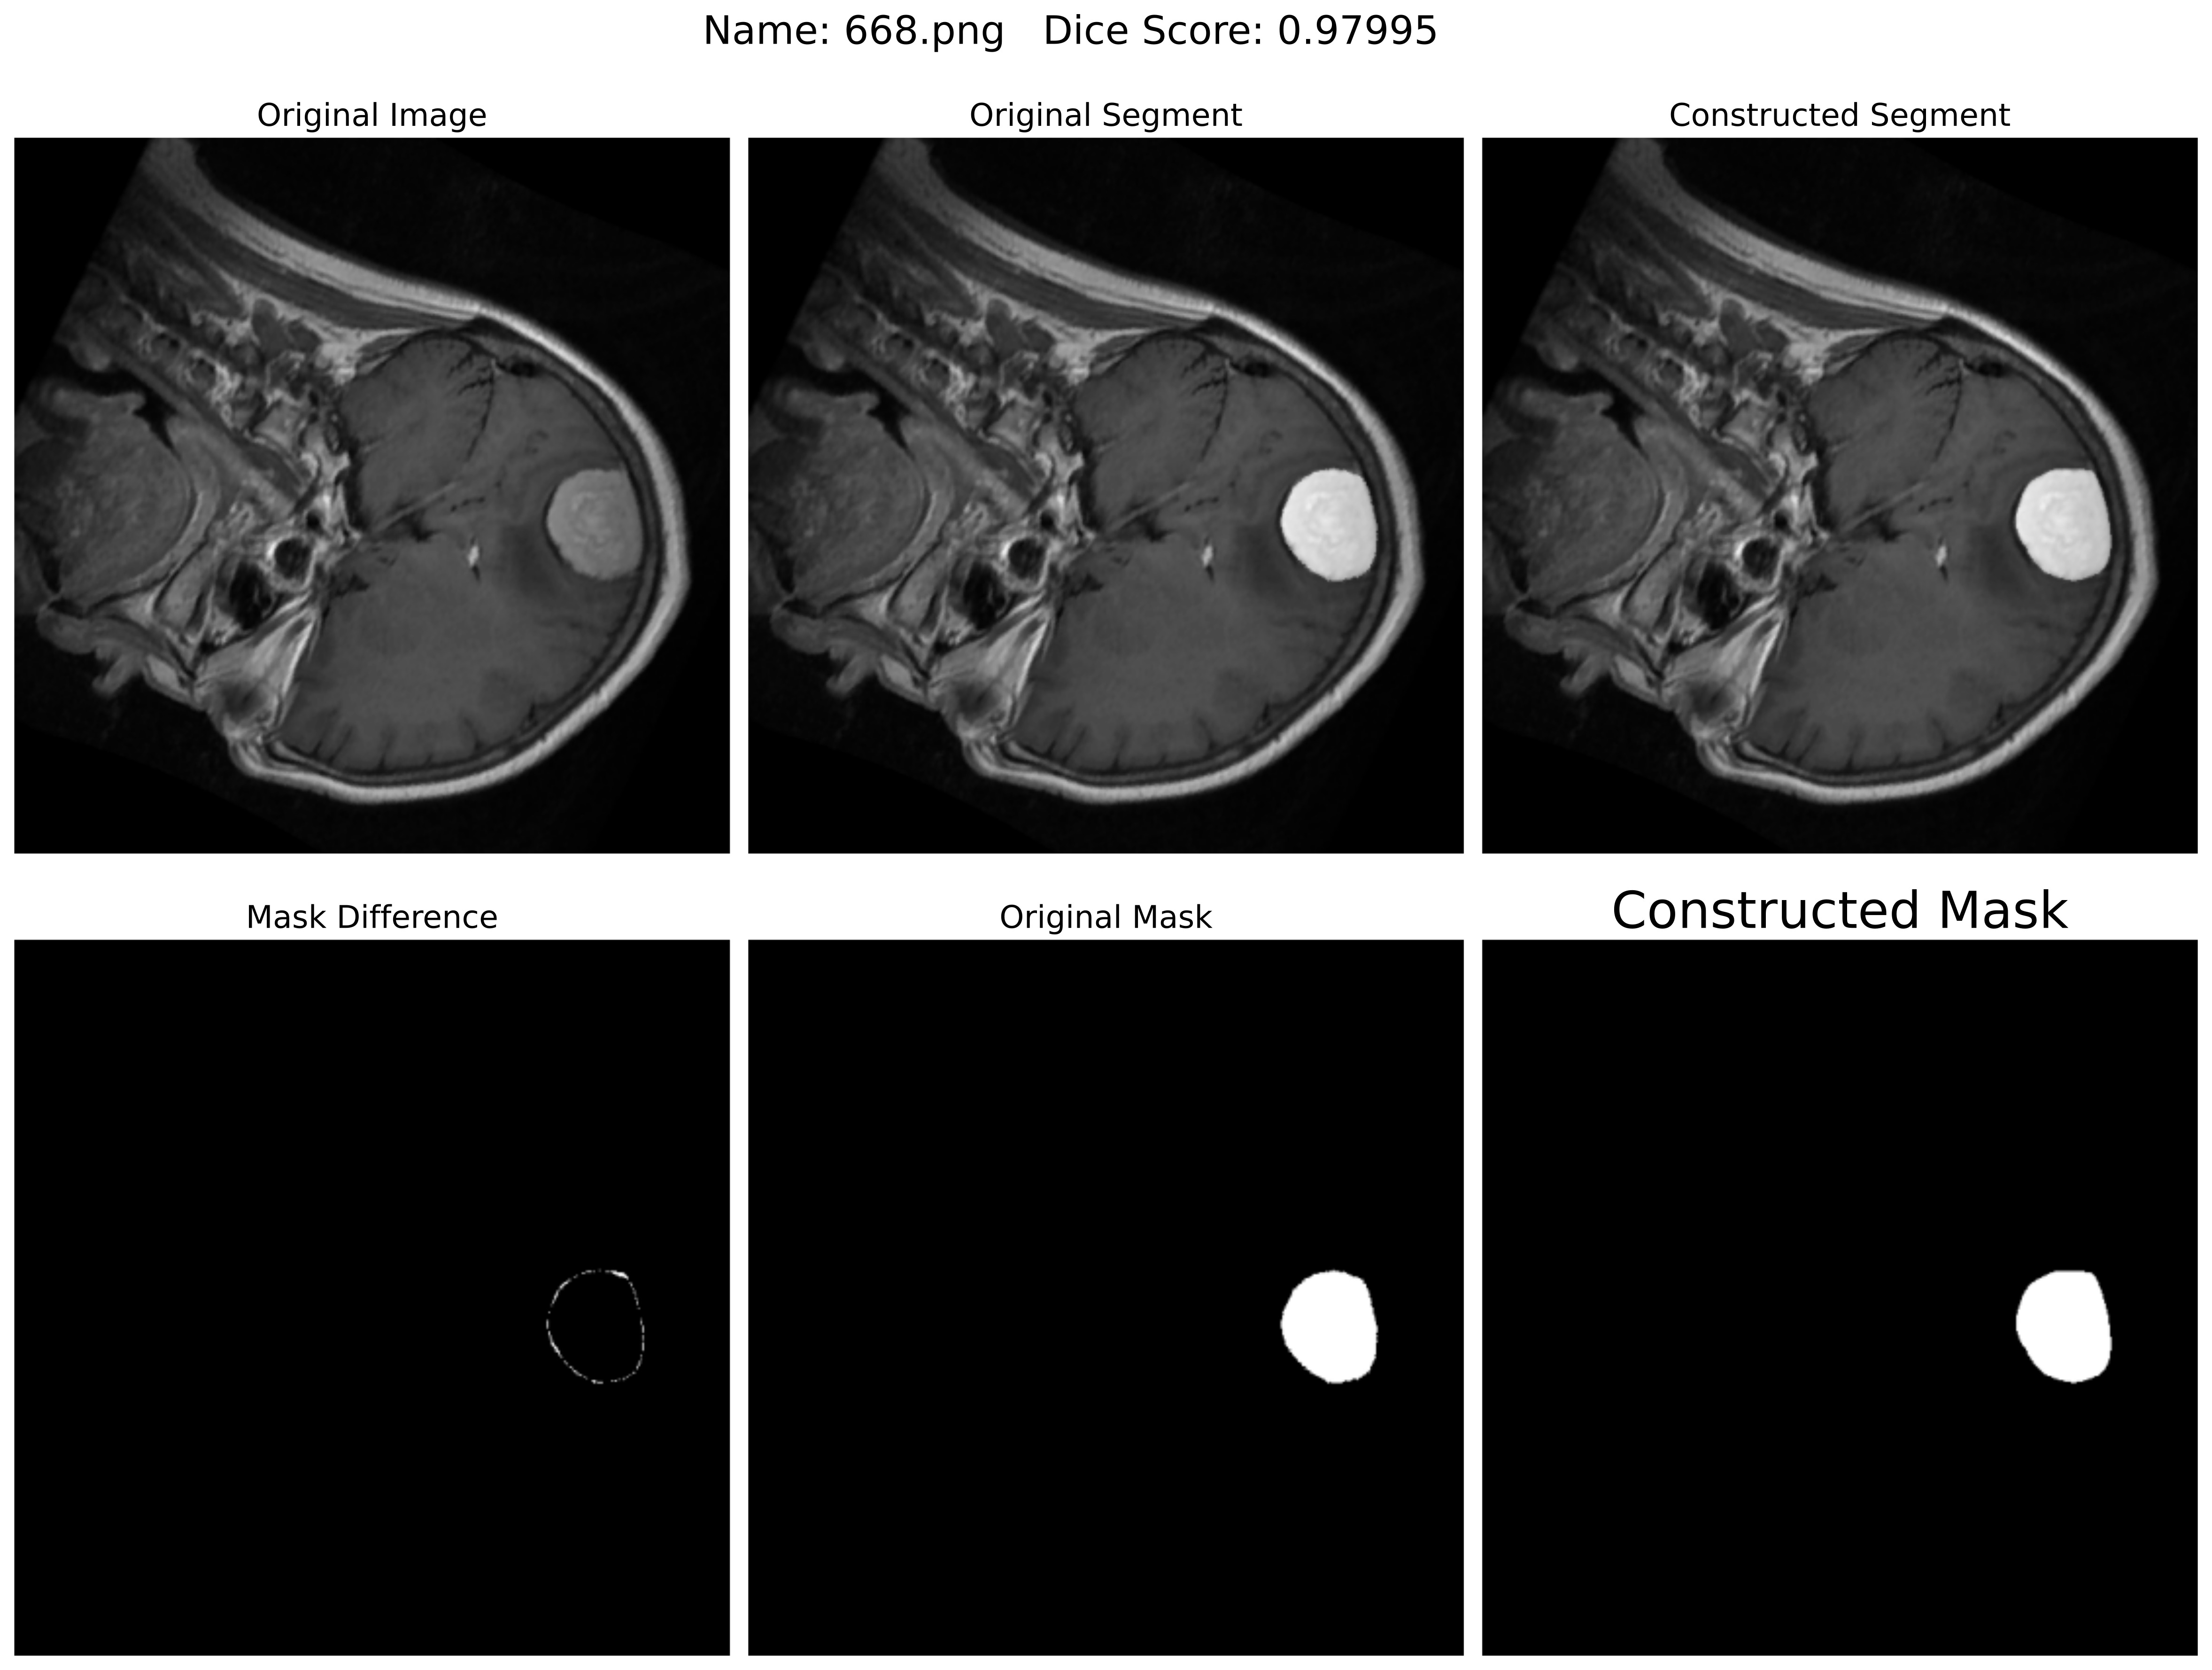 Name: 668.png   Dice Score: 0.97995
Original Image
Original Segment
Constructed Segment
Mask Difference
Original Mask
Constructed Mask